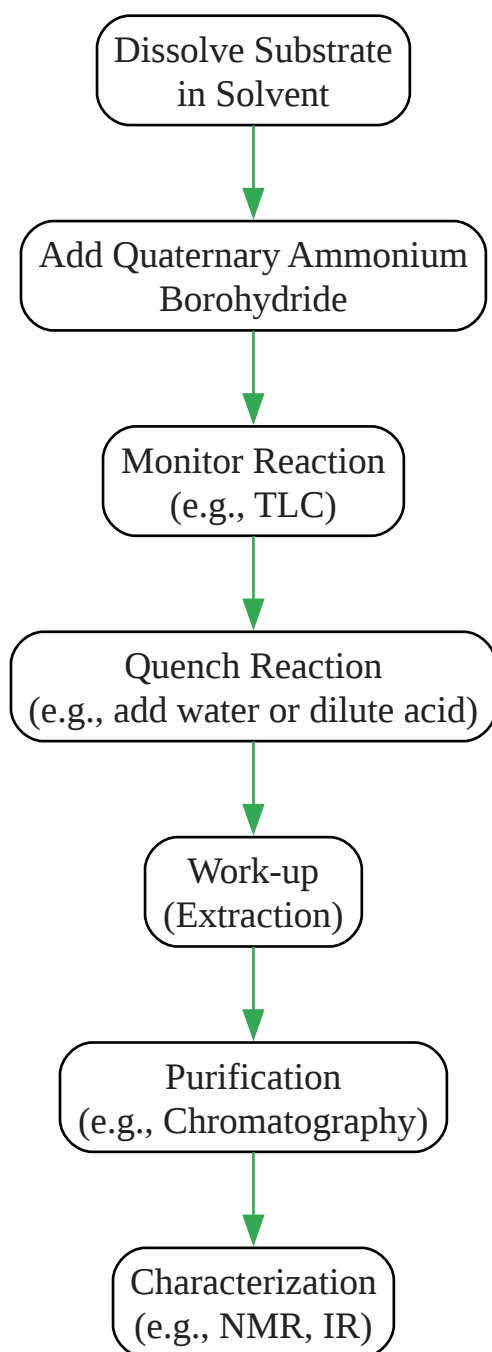 Dissolve Substrate
in Solvent
Add Quaternary Ammonium
Borohydride
Monitor Reaction
(e.g., TLC)
Quench Reaction
(e.g., add water or dilute acid)
Work-up
(Extraction)
Purification
(e.g., Chromatography)
Characterization
(e.g., NMR, IR)